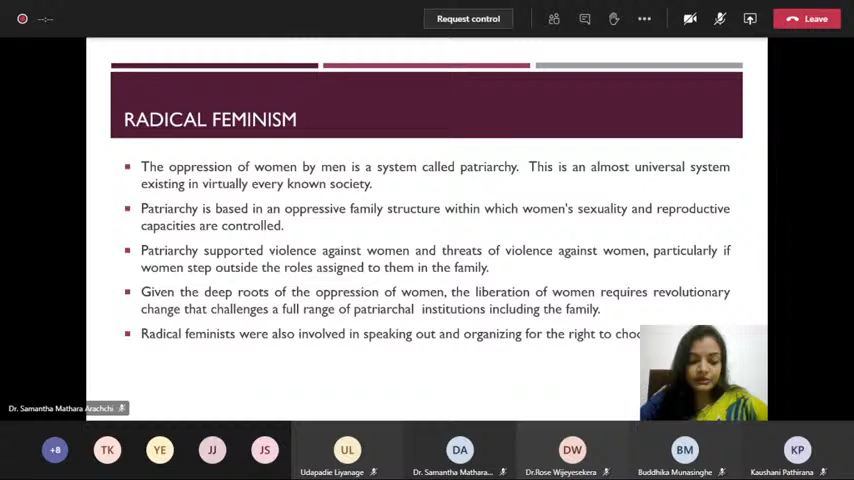 --:--
Request control
Leave
RADICAL FEMINISM
The oppression of women by men is a system called patriarchy. This is an almost universal system
existing in virtually every known society.
Patriarchy is based in an oppressive family structure within which women's sexuality and reproductive
capacities are controlled.
Patriarchy supported violence against women and threats of violence against women, particularly if
women step outside the roles assigned to them in the family.
Given the deep roots of the oppression of women, the liberation of women requires revolutionary
change that challenges a full range of patriarchal institutions including the family.
Radical feminists were also involved in speaking out and organizing for the right to
Dr. Samantha Mathara Arachchi
+8
TK
YE
JJ
JS
UL
DA
DW
BM
KP
Udapadie Liyanage
Dr. Samantha Mathara...
Dr.Rose Wijeyesekera
Buddhika Munasinghe
Kaushani Pathirana